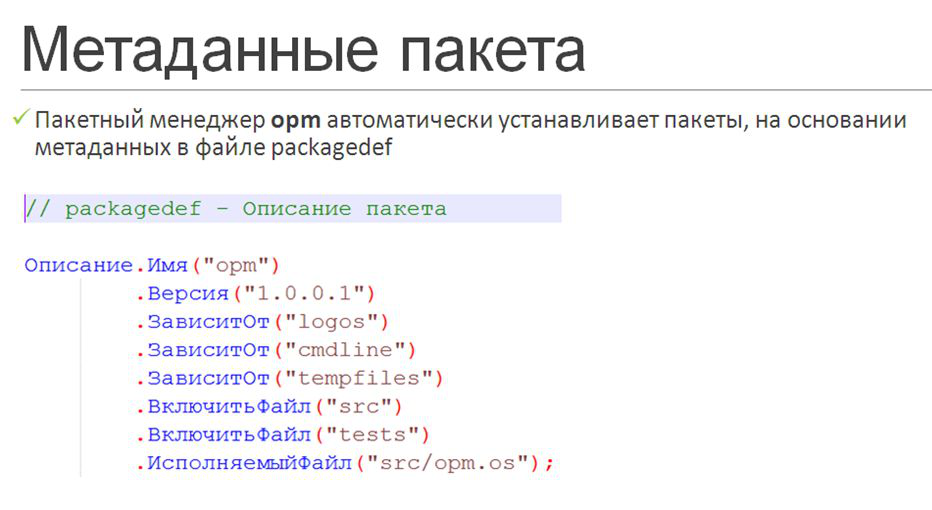 Метаданные пакета
✓ Пакетный менеджер opm автоматически устанавливает пакеты, на основании
метаданных в файле packagedef
// packagedef – Описание пакета
Описание.Имя("opm")
.Версия("1.0.0.1")
.ЗависитОт("logos")
.ЗависитОт("cmdline")
.ЗависитОт("tempfiles")
.ВключитьФайл("src")
.ВключитьФайл("tests")
.ИсполняемыйФайл("src/opm.os");